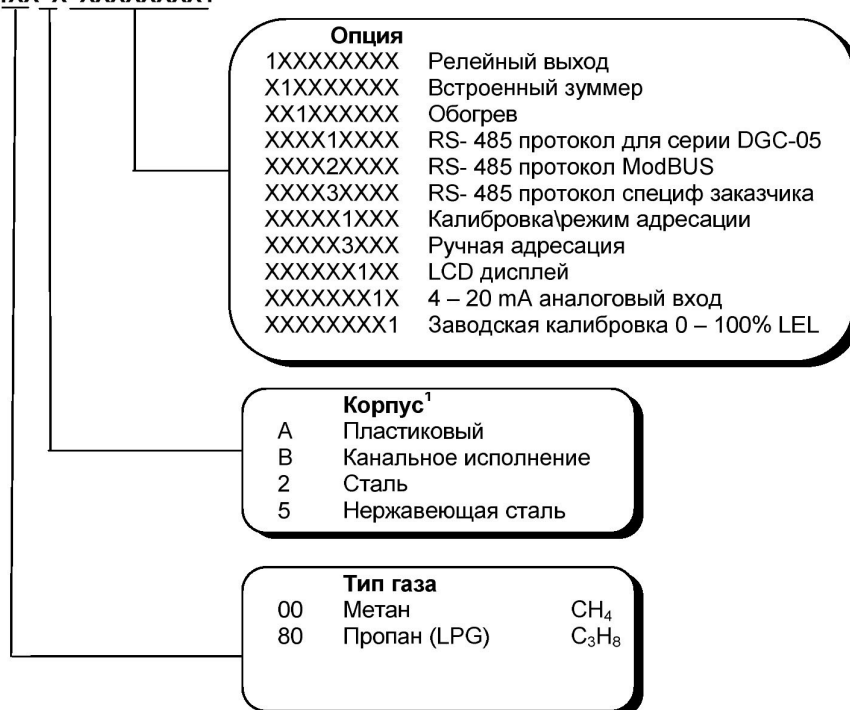 Опция
1XXXXXXXX Релейный выход
X1XXXXXXX Встроенный зуммер
XX1XXXXXX Обогрев
XXXX1XXXX RS- 485 протокол для серии DGC-05
XXXX2XXXX RS- 485 протокол ModBUS
XXXX3XXXX RS- 485 протокол специф заказчика
XXXXX1XXX Калибровка\режим адресации
XXXXX3XXX Ручная адресация
XXXXXX1XX LCD дисплей
XXXXXXX1X 4 – 20 mA аналоговый вход
XXXXXXXX1 Заводская калибровка 0 – 100% LEL
Корпус¹
A Пластиковый
B Канальное исполнение
2 Сталь
5 Нержавеющая сталь
Тип газа
00 Метан CH₄
80 Пропан (LPG) C₃H₈